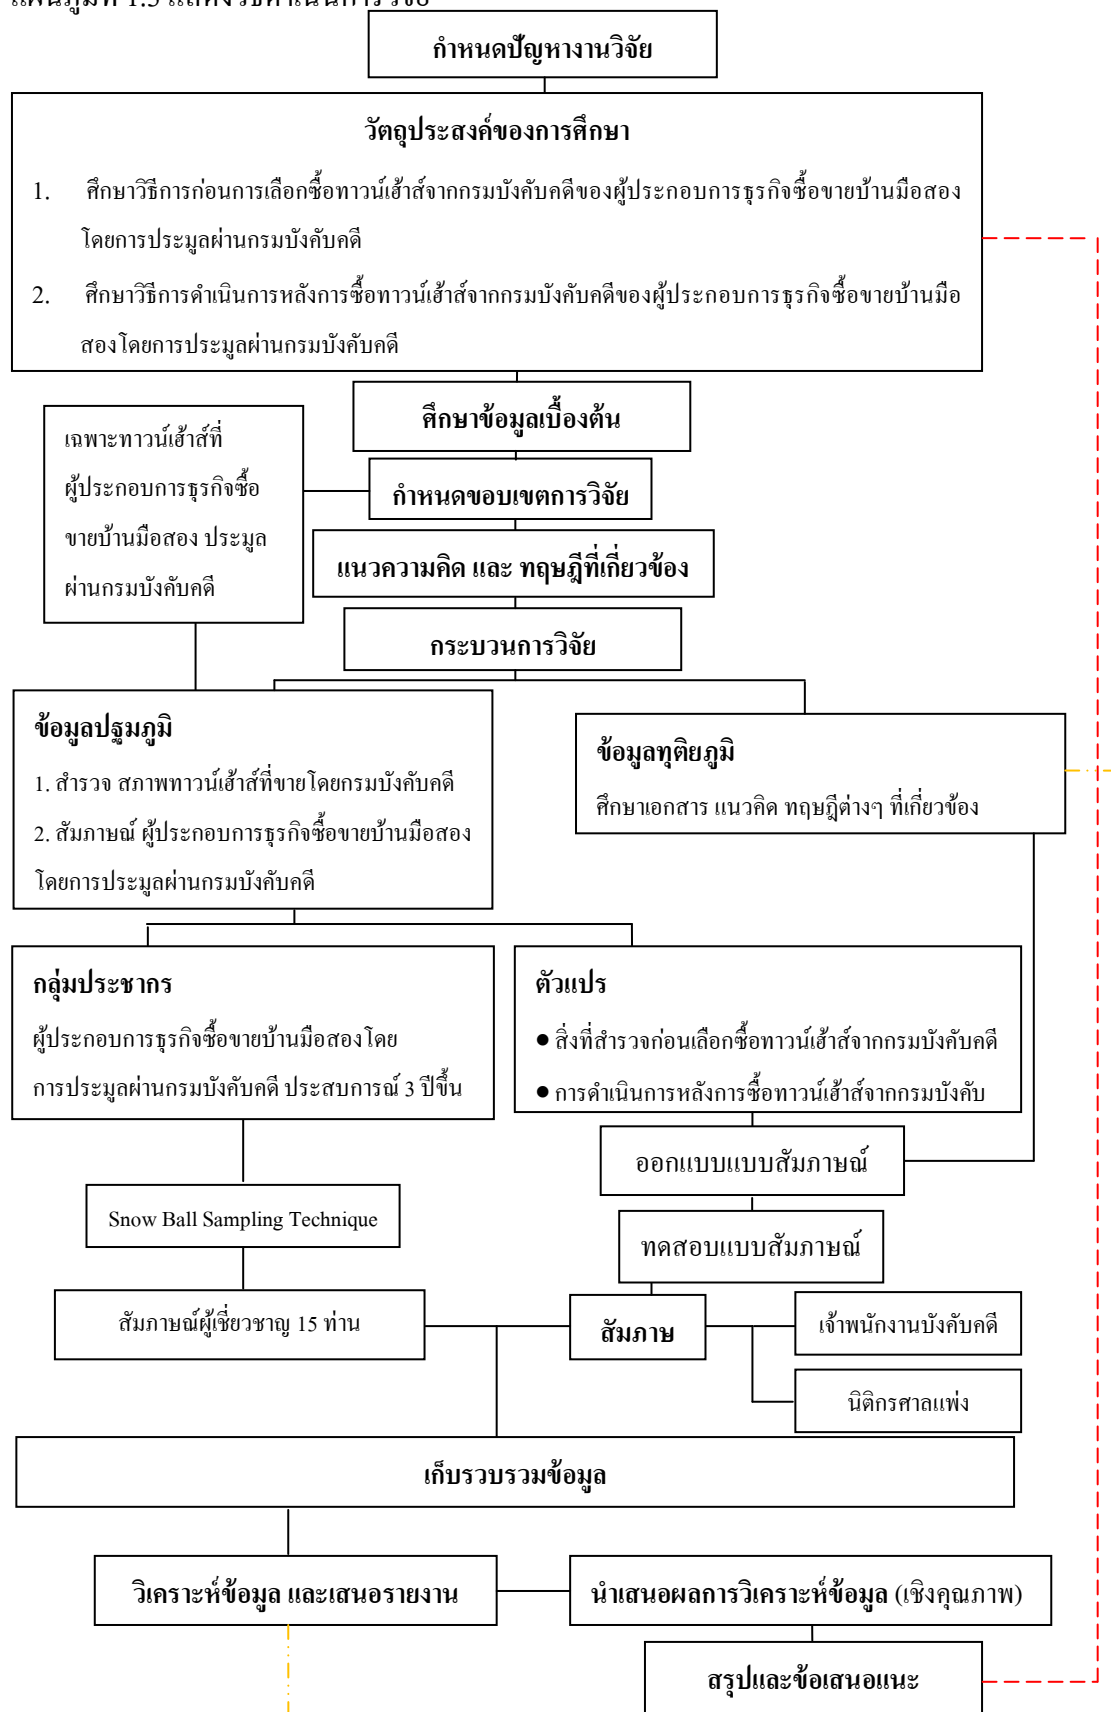 แผนภูมิที่ 1.3 แสดงวิธีดำเนินการวิจัย
กำหนดปัญหางานวิจัย
วัตถุประสงค์ของการศึกษา
1. ศึกษาวิธีการก่อนการเลือกซื้อทาวน์เฮ้าส์จากกรมบังคับคดีของผู้ประกอบการธุรกิจซื้อขายบ้านมือสอง
โดยการประมูลผ่านกรมบังคับคดี
2. ศึกษาวิธีการดำเนินการหลังการซื้อทาวน์เฮ้าส์จากกรมบังคับคดีของผู้ประกอบการธุรกิจซื้อขายบ้านมือ
สองโดยการประมูลผ่านกรมบังคับคดี
ศึกษาข้อมูลเบื้องต้น
เฉพาะทาวน์เฮ้าส์ที่
ผู้ประกอบการธุรกิจซื้อ
ขายบ้านมือสอง ประมูล
ผ่านกรมบังคับคดี
กำหนดขอบเขตการวิจัย
แนวความคิด และ ทฤษฎีที่เกี่ยวข้อง
กระบวนการวิจัย
ข้อมูลปฐมภูมิ
1. สำรวจ สภาพทาวน์เฮ้าส์ที่ขายโดยกรมบังคับคดี
2. สัมภาษณ์ ผู้ประกอบการธุรกิจซื้อขายบ้านมือสอง
โดยการประมูลผ่านกรมบังคับคดี
ข้อมูลทุติยภูมิ
ศึกษาเอกสาร แนวคิด ทฤษฎีต่างๆ ที่เกี่ยวข้อง
กลุ่มประชากร
ผู้ประกอบการธุรกิจซื้อขายบ้านมือสองโดย
การประมูลผ่านกรมบังคับคดี ประสบการณ์ 3 ปีขึ้น
ตัวแปร
● สิ่งที่สำรวจก่อนเลือกซื้อทาวน์เฮ้าส์จากกรมบังคับคดี
● การดำเนินการหลังการซื้อทาวน์เฮ้าส์จากกรมบังคับ
ออกแบบแบบสัมภาษณ์
Snow Ball Sampling Technique
ทดสอบแบบสัมภาษณ์
สัมภาษณ์ผู้เชี่ยวชาญ 15 ท่าน
สัมภาษ
เจ้าพนักงานบังคับคดี
นิติกรศาลแพ่ง
เก็บรวบรวมข้อมูล
วิเคราะห์ข้อมูล และเสนอรายงาน
นำเสนอผลการวิเคราะห์ข้อมูล (เชิงคุณภาพ)
สรุปและข้อเสนอแนะ